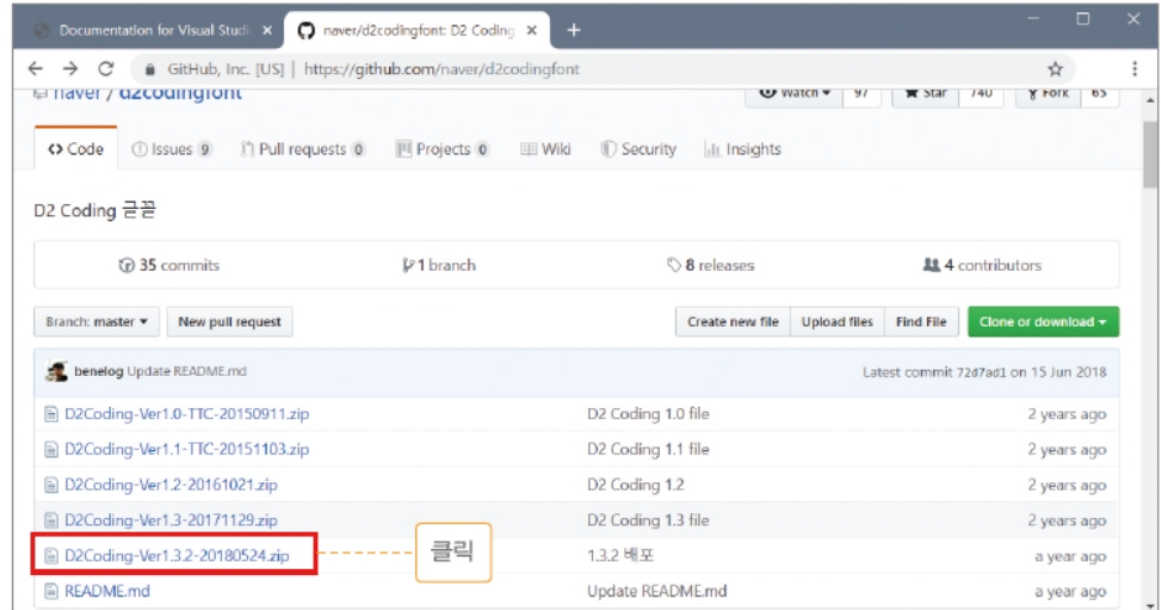 Documentation for Visual Studi
naver/d2codingfont: D2 Coding
GitHub, Inc. [US] | https://github.com/naver/d2codingfont
naver / d2codingfont
Watch 97 Star 740 Fork 65
Code Issues 9 Pull requests 0 Projects 0 Wiki Security Insights
D2 Coding 글꼴
35 commits 1 branch 8 releases 4 contributors
Branch: master New pull request Create new file Upload files Find File Clone or download
benelog Update README.md Latest commit 72d7ad1 on 15 Jun 2018
D2Coding-Ver1.0-TTC-20150911.zip D2 Coding 1.0 file 2 years ago
D2Coding-Ver1.1-TTC-20151103.zip D2 Coding 1.1 file 2 years ago
D2Coding-Ver1.2-20161021.zip D2 Coding 1.2 2 years ago
D2Coding-Ver1.3-20171129.zip D2 Coding 1.3 file 2 years ago
D2Coding-Ver1.3.2-20180524.zip 클릭 1.3.2 배포 a year ago
README.md Update README.md a year ago